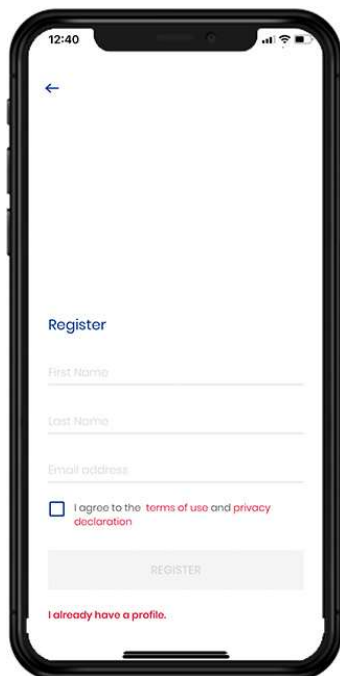 12:40
Register
First Name
Last Name
Email address
I agree to the terms of use and privacy
declaration
REGISTER
I already have a profile.